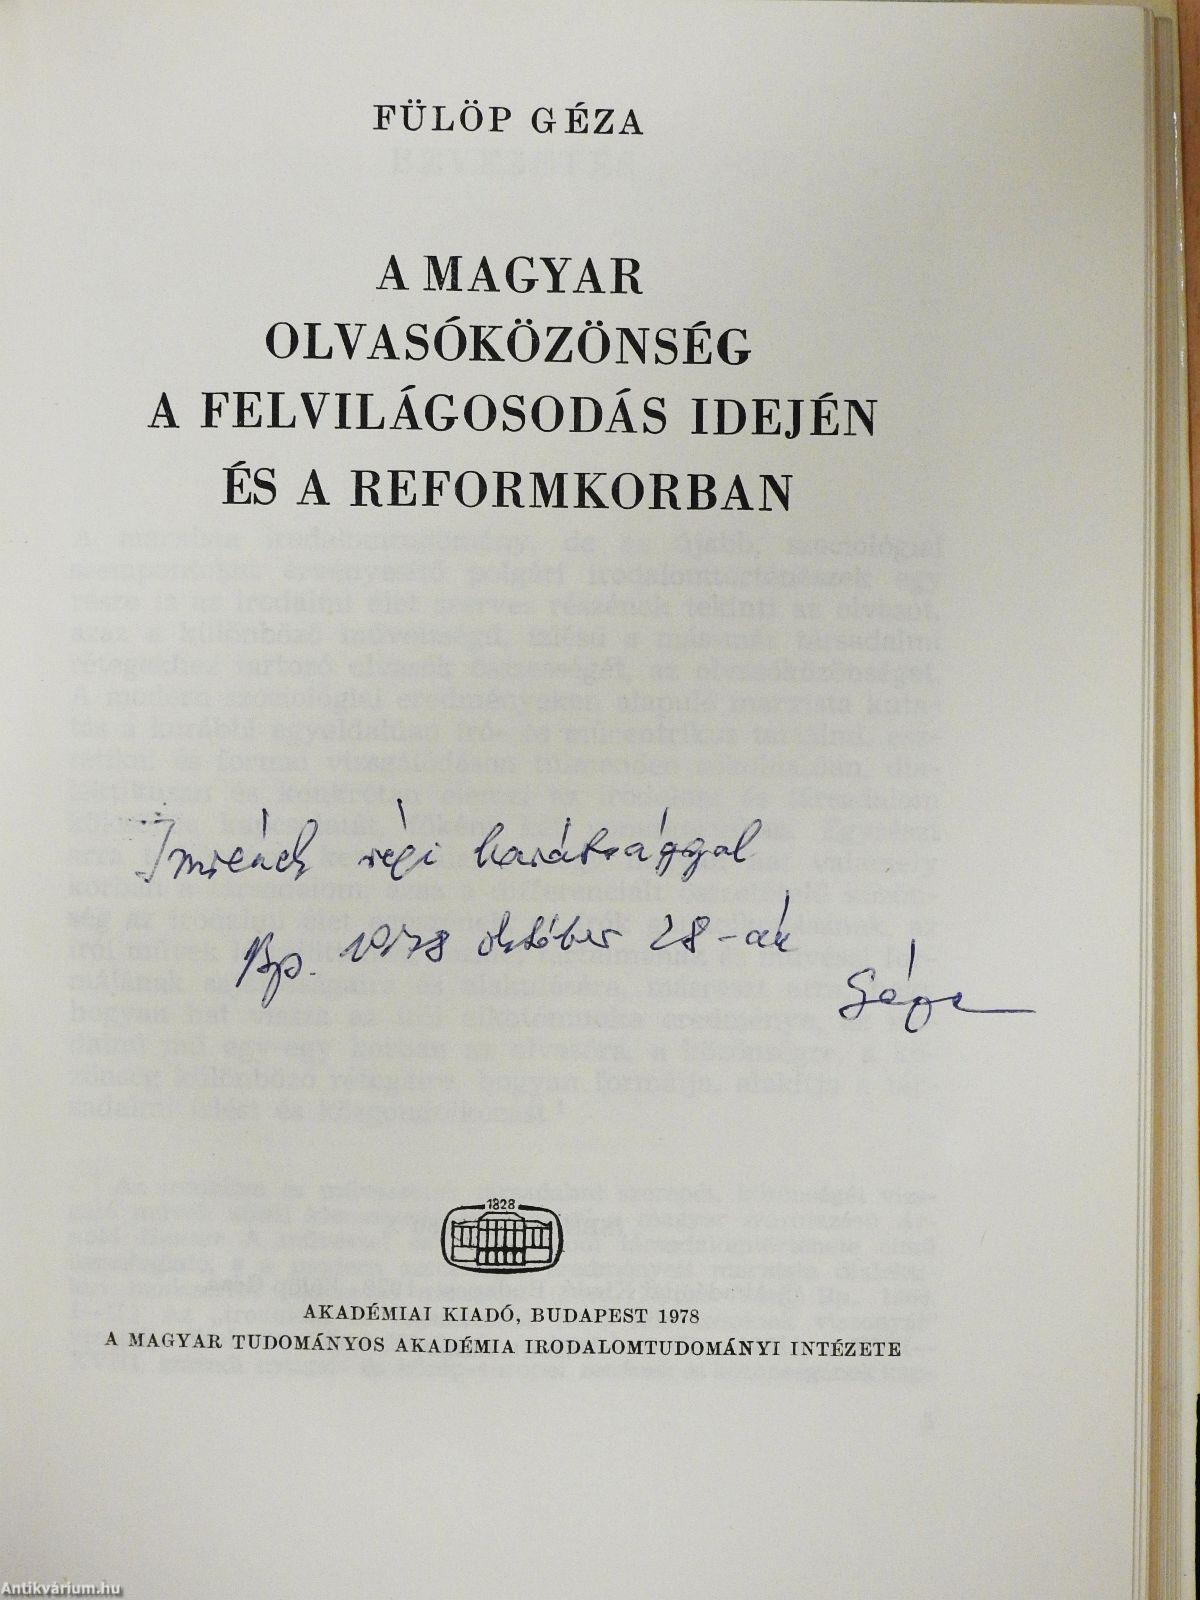 FÜLÖP GÉZA
A MAGYAR
OLVASÓKÖZÖNSÉG
A FELVILÁGOSODÁS IDEJÉN
ÉS A REFORMKORBAN
Imrének régi barátsággal
Bp. 1978 október 28-án
Géza
1828
AKADÉMIAI KIADÓ, BUDAPEST 1978
A MAGYAR TUDOMÁNYOS AKADÉMIA IRODALOMTUDOMÁNYI INTÉZETE
Antikvárium.hu